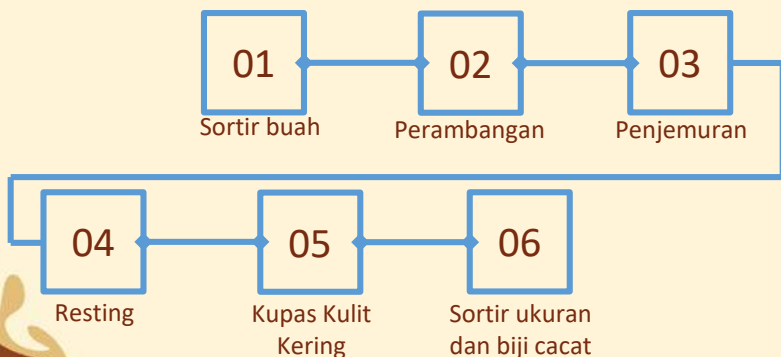 01
02
03
Sortir buah
Perambangan
Penjemuran
04
05
06
Resting
Kupas Kulit
Kering
Sortir ukuran
dan biji cacat